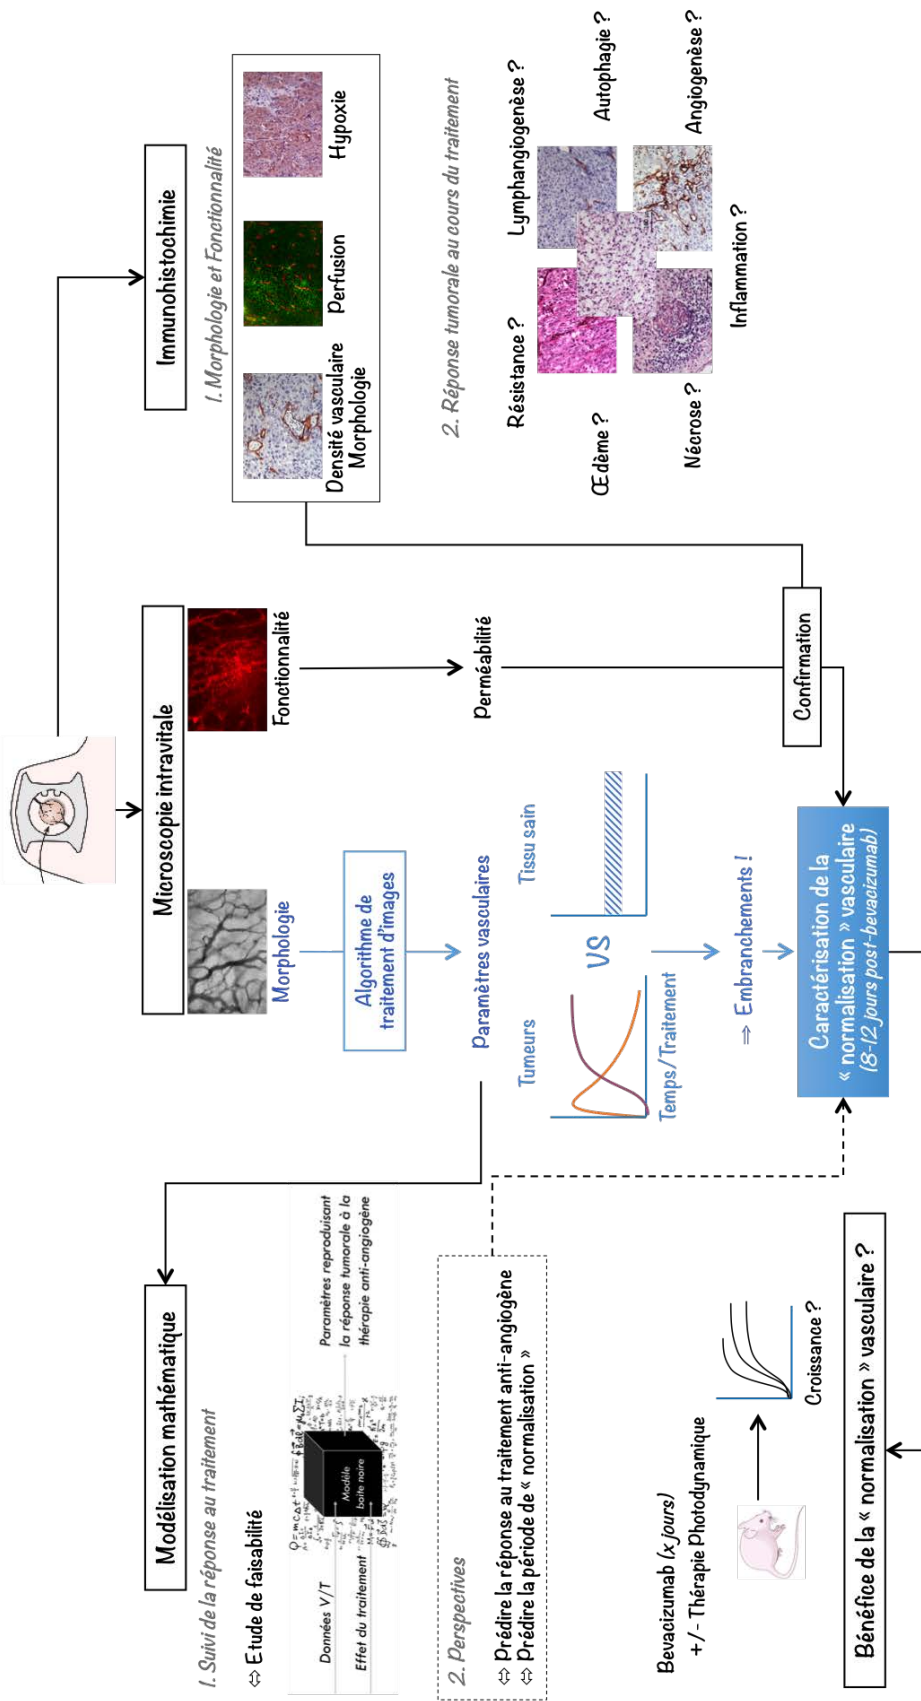 Modélisation mathématique
1. Suivi de la réponse au traitement
⇔ Etude de faisabilité
Données V/T
Effet du traitement
Modèle
boite noire
Paramètres reproduisant
la réponse tumorale à la
thérapie anti-angiogène
2. Perspectives
⇔ Prédire la réponse au traitement anti-angiogène
⇔ Prédire la période de « normalisation »
Bevacizumab (x jours)
+/- Thérapie Photodynamique
Croissance ?
Bénéfice de la « normalisation » vasculaire ?
Microscopie intravitale
Morphologie
Fonctionnalité
Algorithme de
traitement d'images
Paramètres vasculaires
Perméabilité
Tumeurs
VS
Tissu sain
Temps/Traitement
⇒ Embranchements !
Caractérisation de la
« normalisation » vasculaire
(8-12 jours post-bevacizumab)
Confirmation
Immunohistochimie
1. Morphologie et Fonctionalité
Densité vasculaire
Morphologie
Perfusion
Hypoxie
2. Réponse tumorale au cours du traitement
Résistance ?
Lymphangiogenèse ?
Œdème ?
Autophagie ?
Nécrose ?
Angiogenèse ?
Inflammation ?